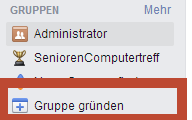 GRUPPEN Mehr
Administrator
SeniorenComputertreff
Gruppe gründen